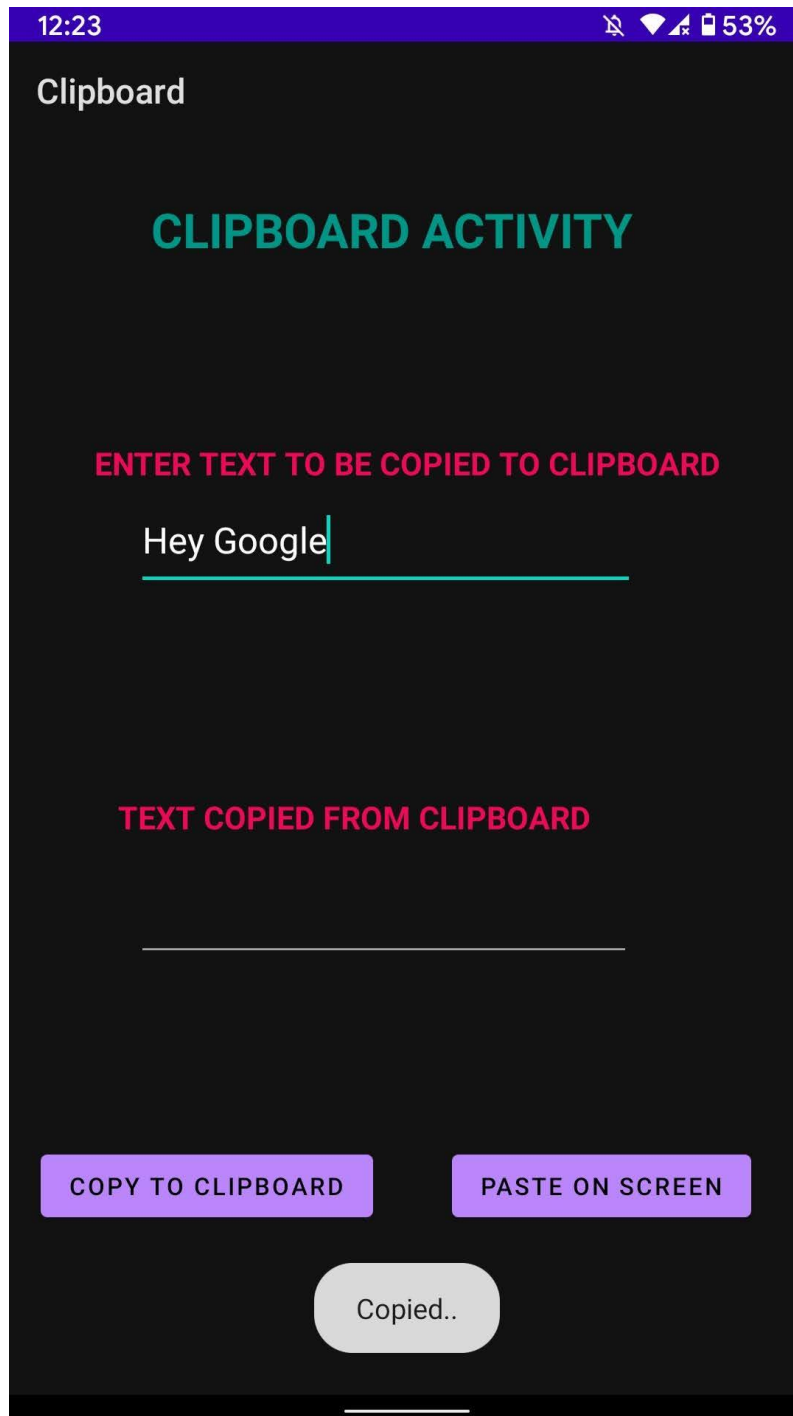 12:23 53%
Clipboard
CLIPBOARD ACTIVITY
ENTER TEXT TO BE COPIED TO CLIPBOARD
Hey Google
TEXT COPIED FROM CLIPBOARD
COPY TO CLIPBOARD PASTE ON SCREEN
Copied..